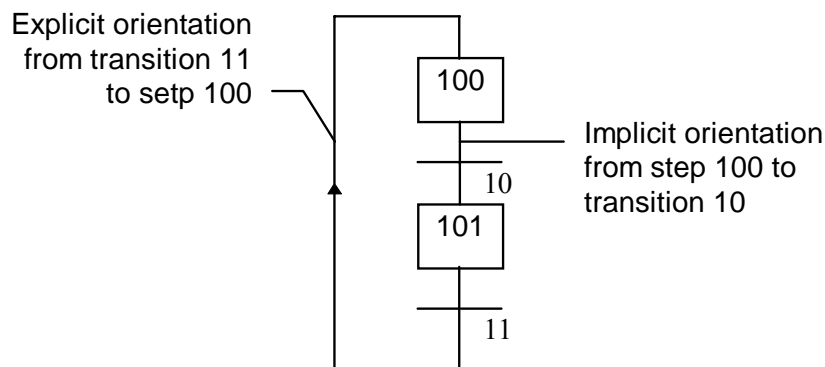 Explicit orientation
from transition 11
to setp 100
100
Implicit orientation
from step 100 to
transition 10
10
101
11